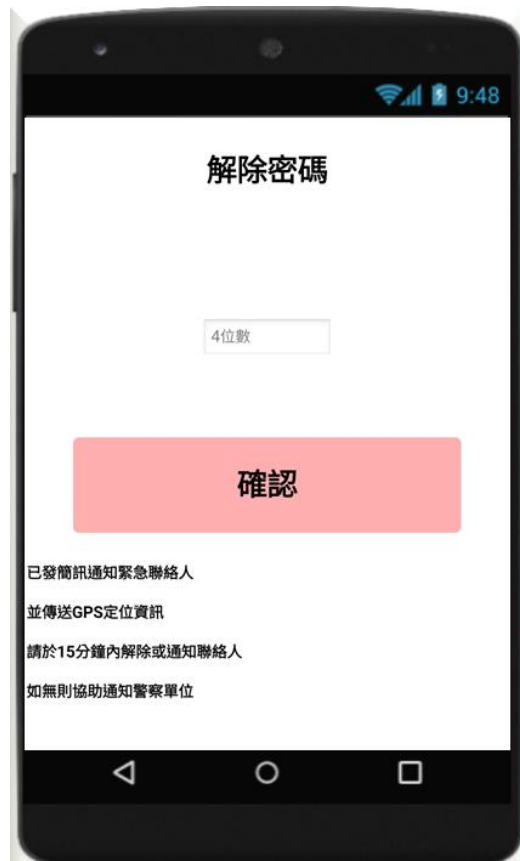 9:48
解除密碼
4位數
確認
已發簡訊通知緊急聯絡人
並傳送GPS定位資訊
請於15分鐘內解除或通知聯絡人
如無則協助通知警察單位